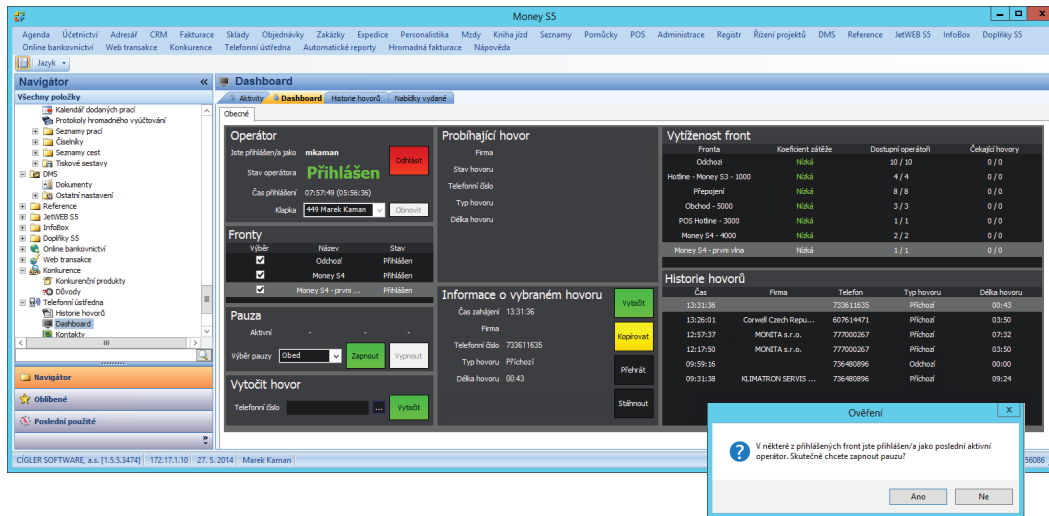 Money S5
Agenda Účetnictví Adresář CRM Fakturace Sklady Objednávky Zakázky Expedice Personalistika Mzdy Kniha jízd Seznamy Pomůcky POS Administrace Registr Řízení projektů DMS Reference JetWEB S5 InfoBox Doplňky S5
Online bankovnictví Web transakce Konkurence Telefonní ústředna Automatické reporty Hromadná fakturace Nápověda
Jazyk
Navigátor «
Všechny položky
Kalendář dodaných prací
Protokoly hromadného vyúčtování
Seznamy prací
Číselníky
Seznamy cest
Tiskové sestavy
DMS
Dokumenty
Ostatní nastavení
Reference
JetWEB S5
InfoBox
Doplňky S5
Online bankovnictví
Web transakce
Konkurence
Konkurenční produkty
Důvody
Telefonní ústředna
Historie hovorů
Dashboard
Kontakty
Navigátor
Oblíbené
Poslední použité
Dashboard
Aktivity Dashboard Historie hovorů Nabídky vydané
Obecné
Operátor
Jste přihlášen/a jako mkaman
Odhlásit
Stav operátora Přihlášen
Čas přihlášení 07:57:49 (05:56:36)
Klapka 449 Marek Kaman Obnovit
Fronty
Výběr Název Stav
Odchozí Přihlášen
Money S4 Přihlášen
Money S4 - prvni ... Přihlášen
Pauza
Aktivní - - -
Výběr pauzy Obed Zapnout Vypnout
Vytočit hovor
Telefonní číslo ... Vytočit
Probíhající hovor
Firma
Stav hovoru
Telefonní číslo
Typ hovoru
Délka hovoru
Informace o vybraném hovoru
Čas zahájení 13:31:36
Firma
Telefonní číslo 733611635
Typ hovoru Příchozí
Délka hovoru 00:43
Vytočit
Kopírovat
Přehrát
Stáhnout
Vytíženost front
Fronta Koeficient zátěže Dostupní operátoři Čekající hovory
Odchozi Nízká 10 / 10 0 / 0
Hotline - Money S3 - 1000 Nízká 4 / 4 0 / 0
Přepojení Nízká 8 / 8 0 / 0
Obchod - 5000 Nízká 3 / 3 0 / 0
POS Hotline - 3000 Nízká 1 / 1 0 / 0
Money S4 - 4000 Nízká 2 / 2 0 / 0
Money S4 - prvni vlna Nízká 1 / 1 0 / 0
Historie hovorů
Čas Firma Telefon Typ hovoru Délka hovoru
13:31:36 733611635 Příchozí 00:43
13:26:01 Corwell Czech Repu... 607614471 Příchozí 03:50
12:57:37 MONITA s.r.o. 777000267 Příchozí 07:32
12:17:50 MONITA s.r.o. 777000267 Příchozí 03:50
09:59:16 736480896 Odchozí 00:00
09:31:38 KLIMATRON SERVIS ... 736480896 Příchozí 09:24
Ověření
V některé z přihlášených front jste přihlášen/a jako poslední aktivní
operátor. Skutečně chcete zapnout pauzu?
Ano Ne
CÍGLER SOFTWARE, a.s. [1.5.5.3474] 172.17.1.10 27. 5. 2014 Marek Kaman
56086